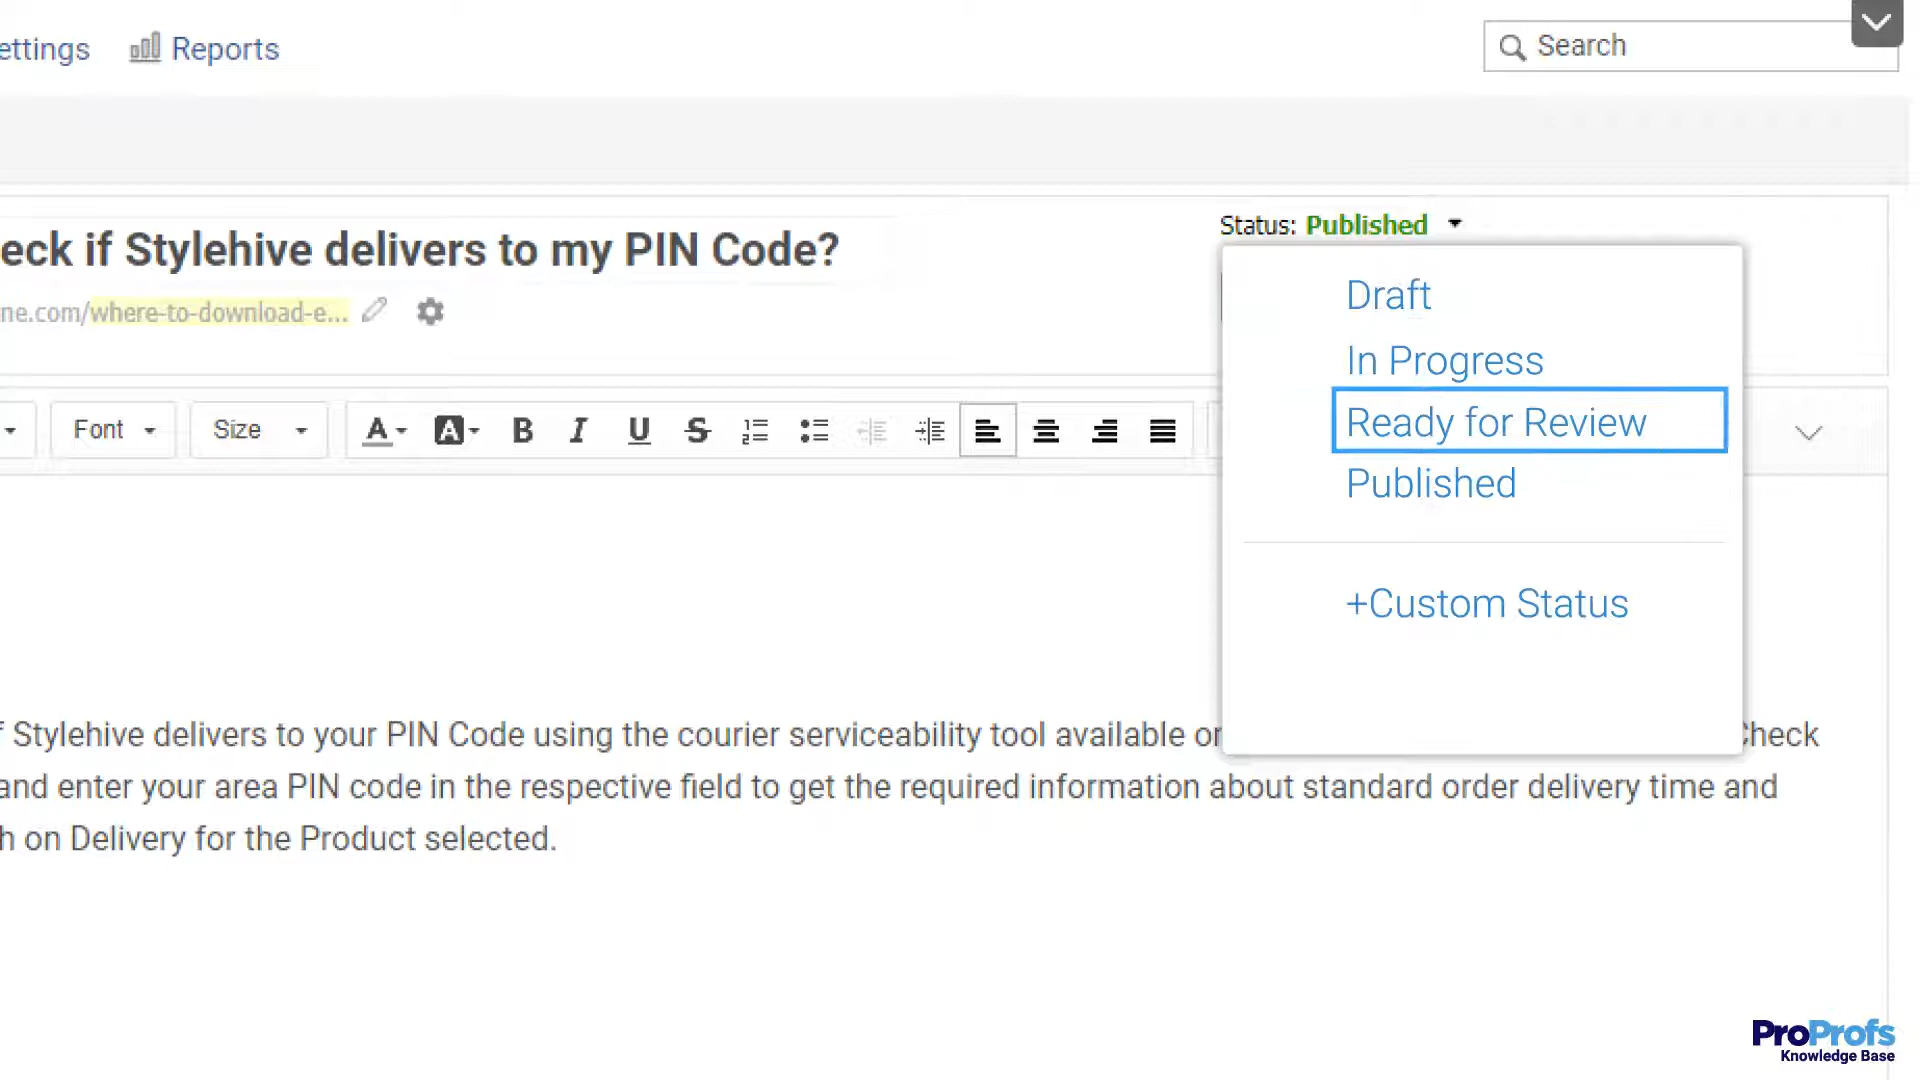 ettings Reports Search
Status: Published
eck if Stylehive delivers to my PIN Code?
Draft
ne.com/where-to-download-e...
In Progress
Ready for Review
Font Size A A B I U S
Published
+Custom Status
f Stylehive delivers to your PIN Code using the courier serviceability tool available or Check
and enter your area PIN code in the respective field to get the required information about standard order delivery time and
h on Delivery for the Product selected.
ProProfs
Knowledge Base